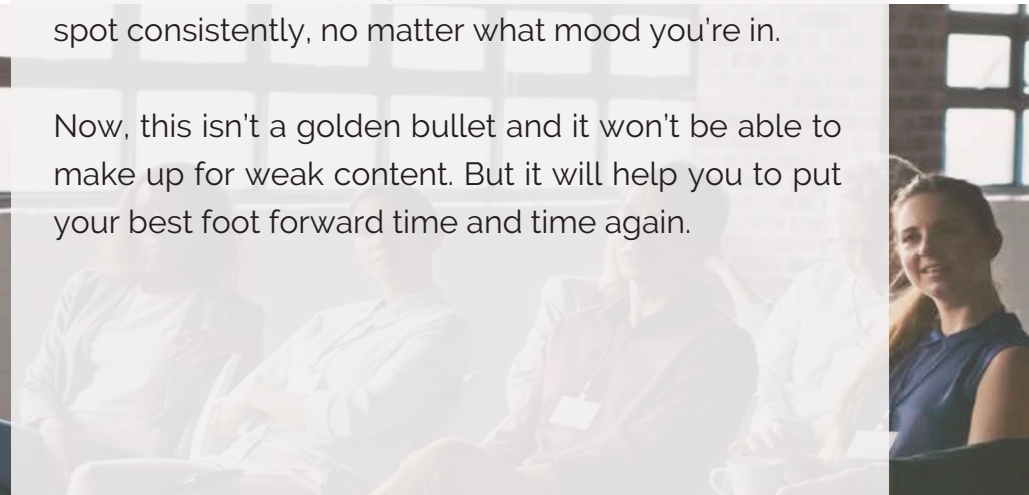 spot consistently, no matter what mood you’re in.
Now, this isn’t a golden bullet and it won’t be able to
make up for weak content. But it will help you to put
your best foot forward time and time again.